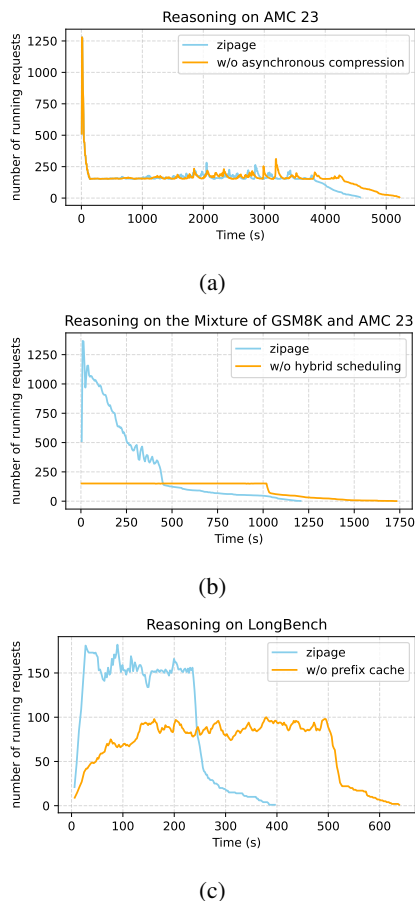 Reasoning on AMC 23
number of running requests
1250
1000
750
500
250
0
zipage
w/o asynchronous compression
0 1000 2000 3000 4000 5000
Time (s)
(a)
Reasoning on the Mixture of GSM8K and AMC 23
number of running requests
1250
1000
750
500
250
0
zipage
w/o hybrid scheduling
0 250 500 750 1000 1250 1500 1750
Time (s)
(b)
Reasoning on LongBench
number of running requests
150
100
50
0
zipage
w/o prefix cache
0 100 200 300 400 500 600
Time (s)
(c)